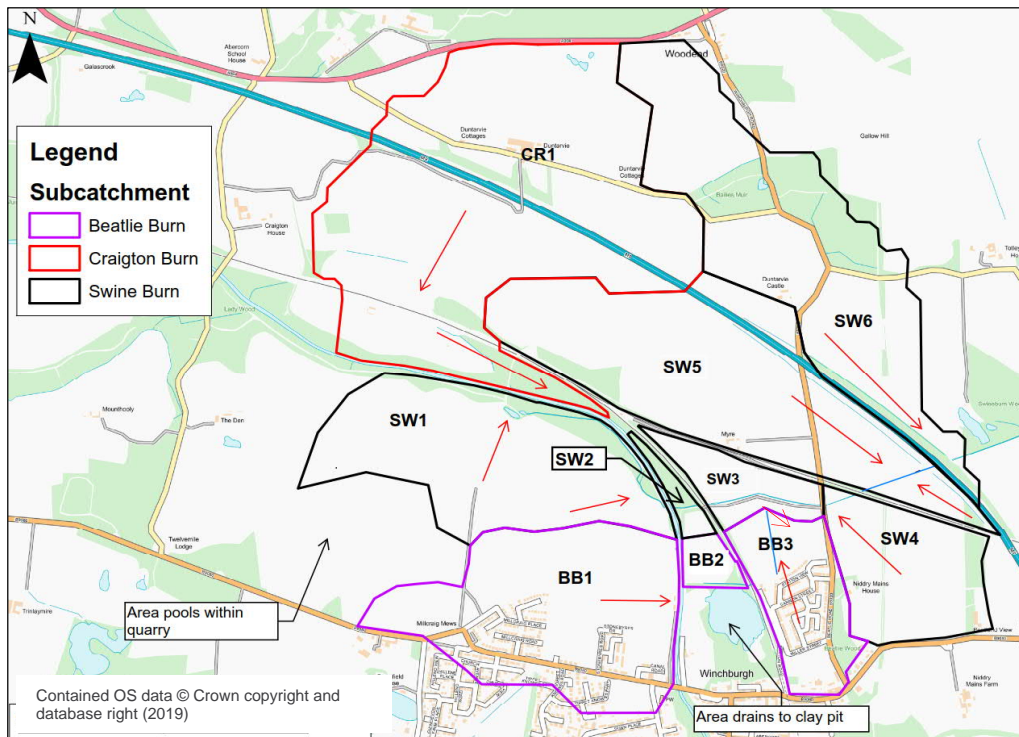 N
Woodend
Abercorn
School
House
Galascrook
Gallow Hill
Duntarvie
Cottages
Duntarvie
CR1
Duntarvie
Cottages
Legend
Subcatchment
Beatlie Burn
Craigton Burn
Swine Burn
Craigton
House
Duntarvie
Castle
SW6
Lady Wood
SW5
Mounthooly
The Den
SW1
Myre
SW2
SW3
Twelvemile
Lodge
BB3
SW4
BB1
BB2
Niddry Mains
House
Trinlaymire
Area pools within
quarry
Millcraig Mews
Winchburgh
Niddry
Mains Farm
Contained OS data © Crown copyright and
database right (2019)
Area drains to clay pit